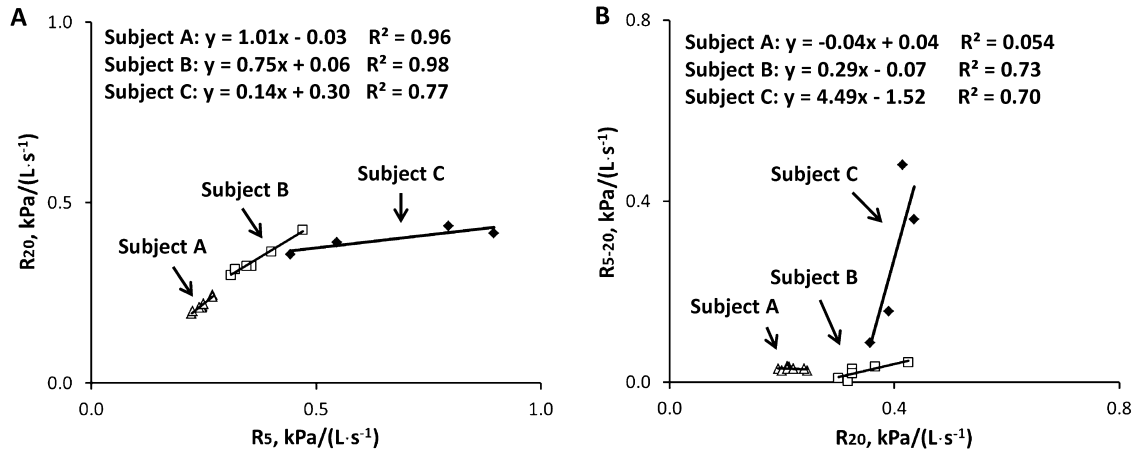 A
1.0
Subject A: y = 1.01x - 0.03 R² = 0.96
Subject B: y = 0.75x + 0.06 R² = 0.98
Subject C: y = 0.14x + 0.30 R² = 0.77
R20, kPa/(L·s⁻¹)
Subject C
Subject B
0.5
Subject A
0.0
0.0 0.5 1.0
R5, kPa/(L·s⁻¹)
B
0.8
Subject A: y = -0.04x + 0.04 R² = 0.054
Subject B: y = 0.29x - 0.07 R² = 0.73
Subject C: y = 4.49x - 1.52 R² = 0.70
R5-20, kPa/(L·s⁻¹)
Subject C
0.4
Subject B
Subject A
0.0
0.0 0.4 0.8
R20, kPa/(L·s⁻¹)